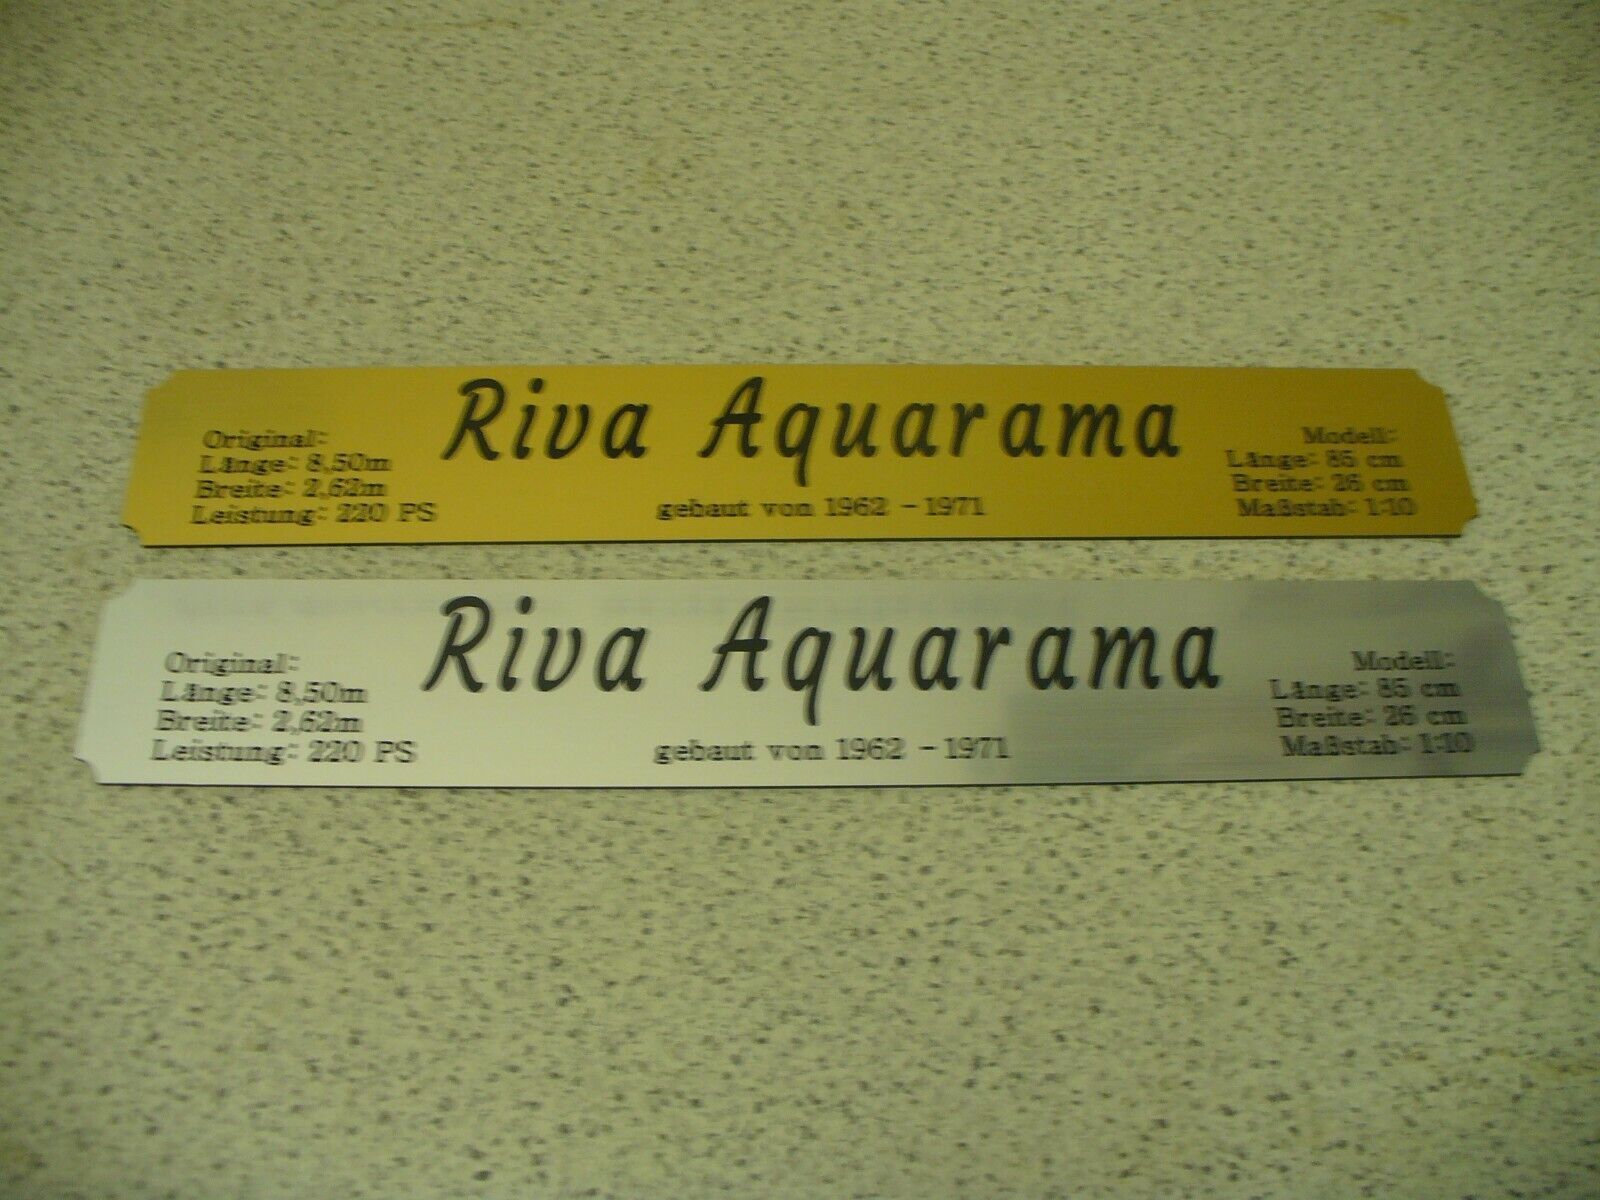 Riva Aquarama
Original:
Länge: 8,50m
Breite: 2,62m
Leistung: 220 PS
gebaut von 1962 - 1971
Modell:
Länge: 85 cm
Breite: 26 cm
Maßstab: 1:10
Riva Aquarama
Original:
Länge: 8,50m
Breite: 2,62m
Leistung: 220 PS
gebaut von 1962 - 1971
Modell:
Länge: 85 cm
Breite: 26 cm
Maßstab: 1:10